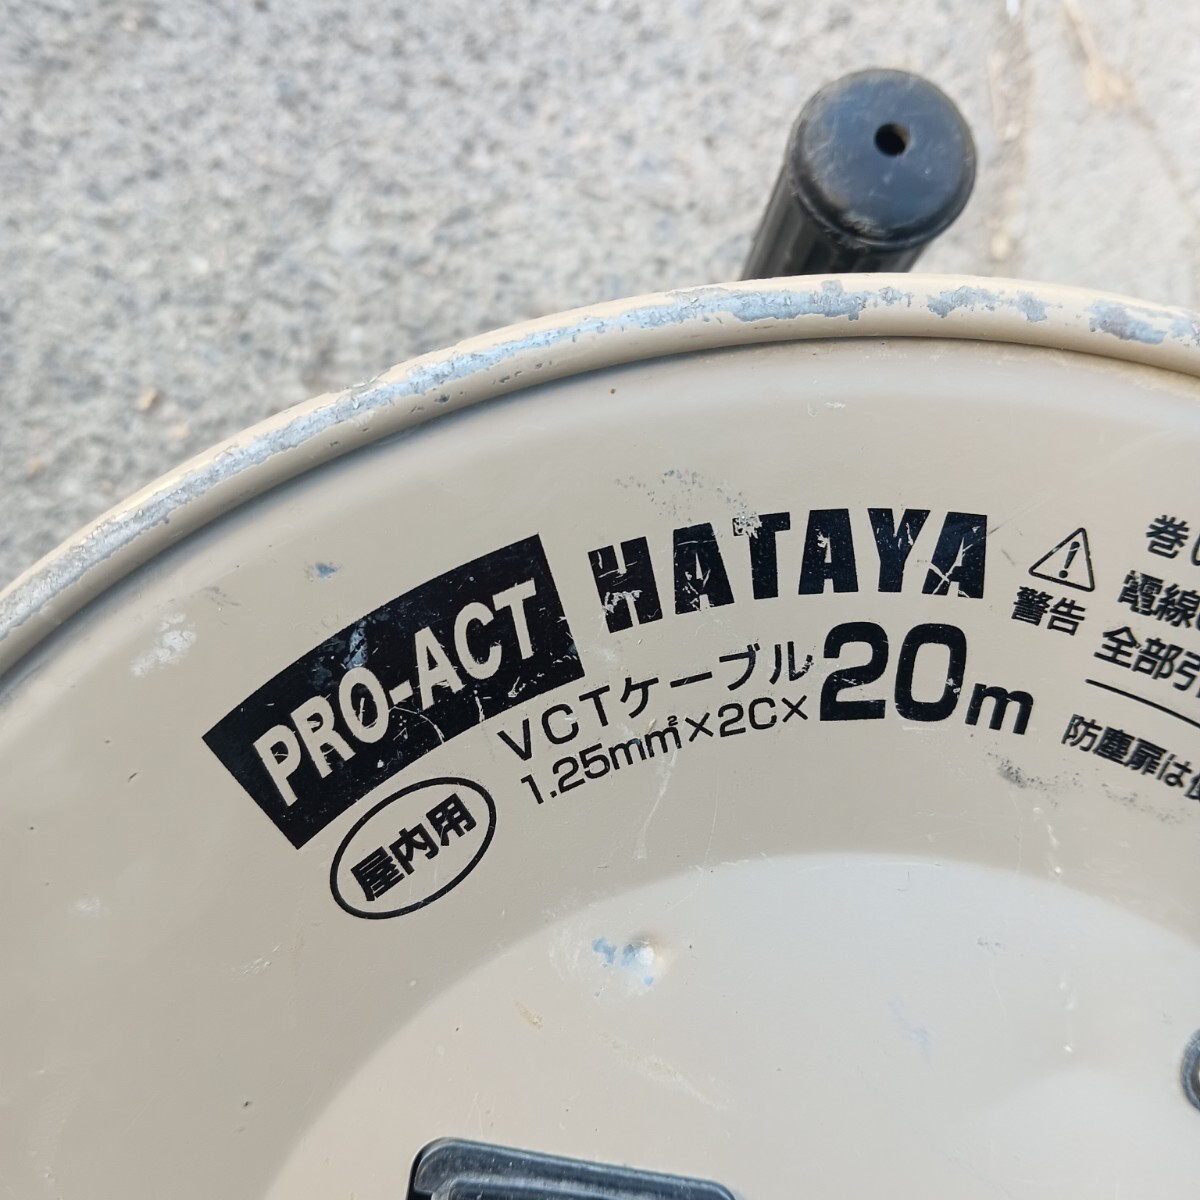 PRO-ACT
HATAYA
VCTケーブル
1.25mm²×2C×20m
屋内用
警告
電線
全部引
防塵扉は